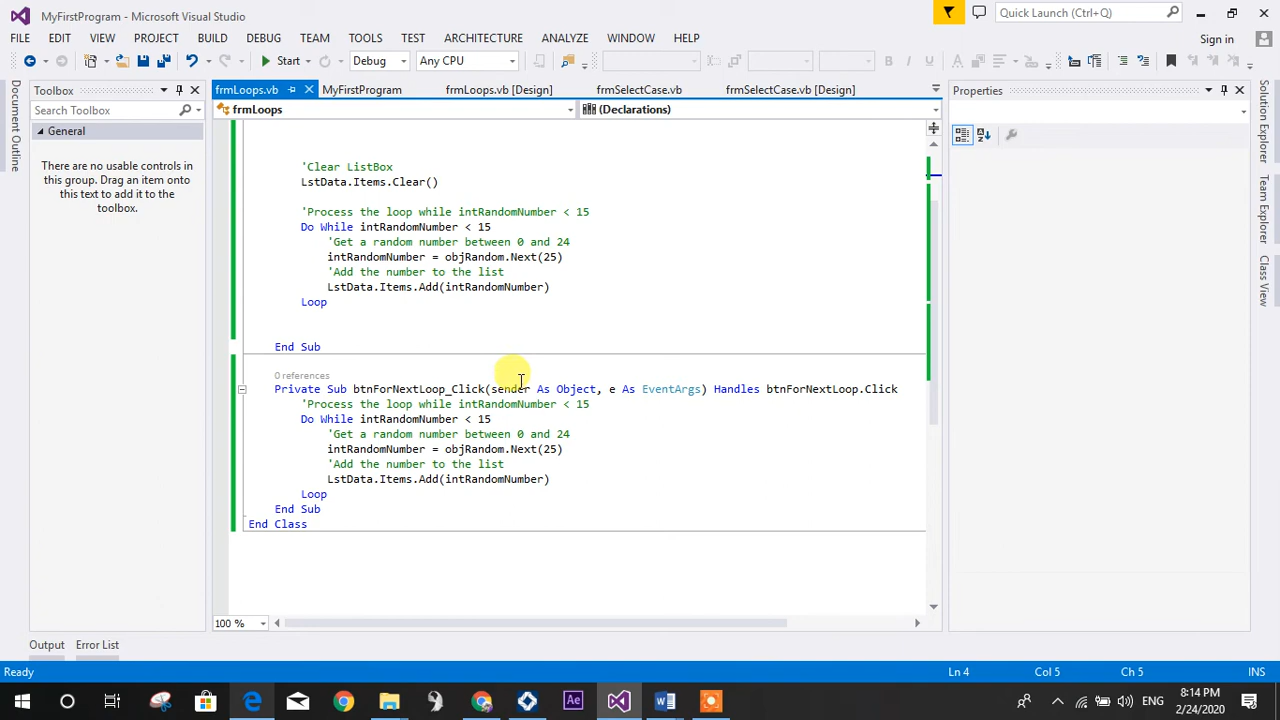 MyFirstProgram - Microsoft Visual Studio
Quick Launch (Ctrl+Q)
FILE EDIT VIEW PROJECT BUILD DEBUG TEAM TOOLS TEST ARCHITECTURE ANALYZE WINDOW HELP
Sign in
Start Debug Any CPU
Document Outline
Toolbox
Search Toolbox
General
There are no usable controls in
this group. Drag an item onto
this text to add it to the
toolbox.
frmLoops.vb MyFirstProgram frmLoops.vb [Design] frmSelectCase.vb frmSelectCase.vb [Design]
frmLoops (Declarations)
'Clear ListBox
LstData.Items.Clear()
'Process the loop while intRandomNumber < 15
Do While intRandomNumber < 15
'Get a random number between 0 and 24
intRandomNumber = objRandom.Next(25)
'Add the number to the list
LstData.Items.Add(intRandomNumber)
Loop
End Sub
0 references
Private Sub btnForNextLoop_Click(sender As Object, e As EventArgs) Handles btnForNextLoop.Click
'Process the loop while intRandomNumber < 15
Do While intRandomNumber < 15
'Get a random number between 0 and 24
intRandomNumber = objRandom.Next(25)
'Add the number to the list
LstData.Items.Add(intRandomNumber)
Loop
End Sub
End Class
100 %
Properties
Solution Explorer
Team Explorer
Class View
Output Error List
Ready Ln 4 Col 5 Ch 5 INS
ENG
8:14 PM
2/24/2020